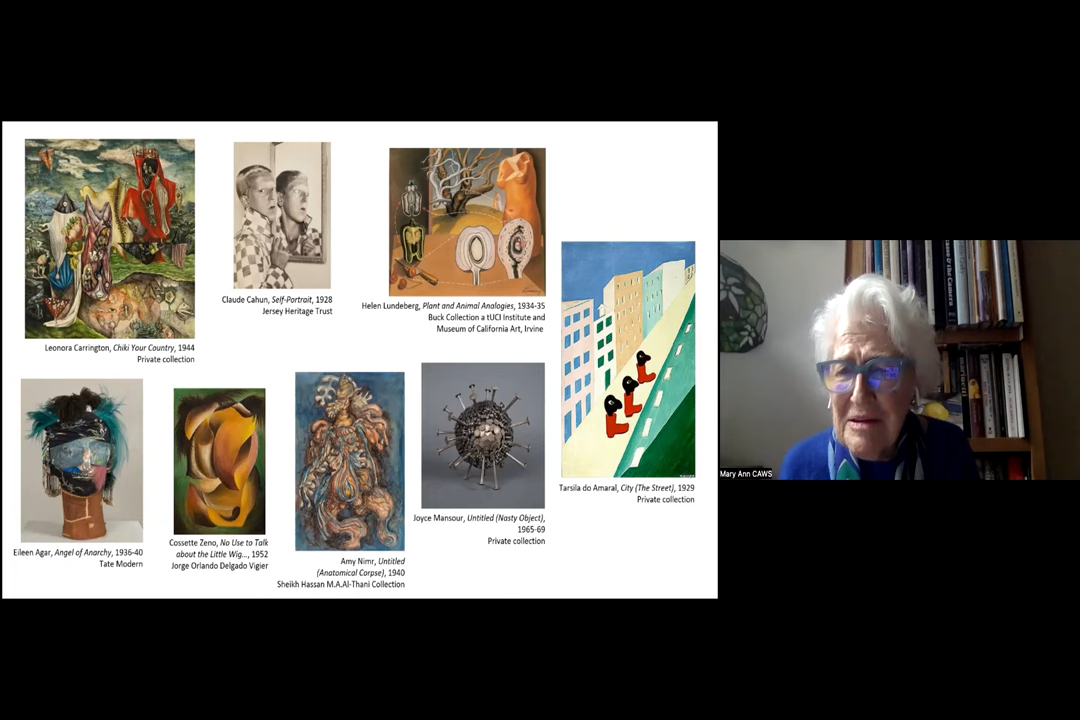 Leonora Carrington, Chiki Your Country, 1944
Private collection
Claude Cahun, Self-Portrait, 1928
Jersey Heritage Trust
Helen Lundeberg, Plant and Animal Analogies, 1934-35
Buck Collection a tUCI Institute and
Museum of California Art, Irvine
Tarsila do Amaral, City (The Street), 1929
Private collection
Eileen Agar, Angel of Anarchy, 1936-40
Tate Modern
Cossette Zeno, No Use to Talk
about the Little Wig..., 1952
Jorge Orlando Delgado Vigier
Amy Nimr, Untitled
(Anatomical Corpse), 1940
Sheikh Hassan M.A.Al-Thani Collection
Joyce Mansour, Untitled (Nasty Object),
1965-69
Private collection
Mary Ann CAWS